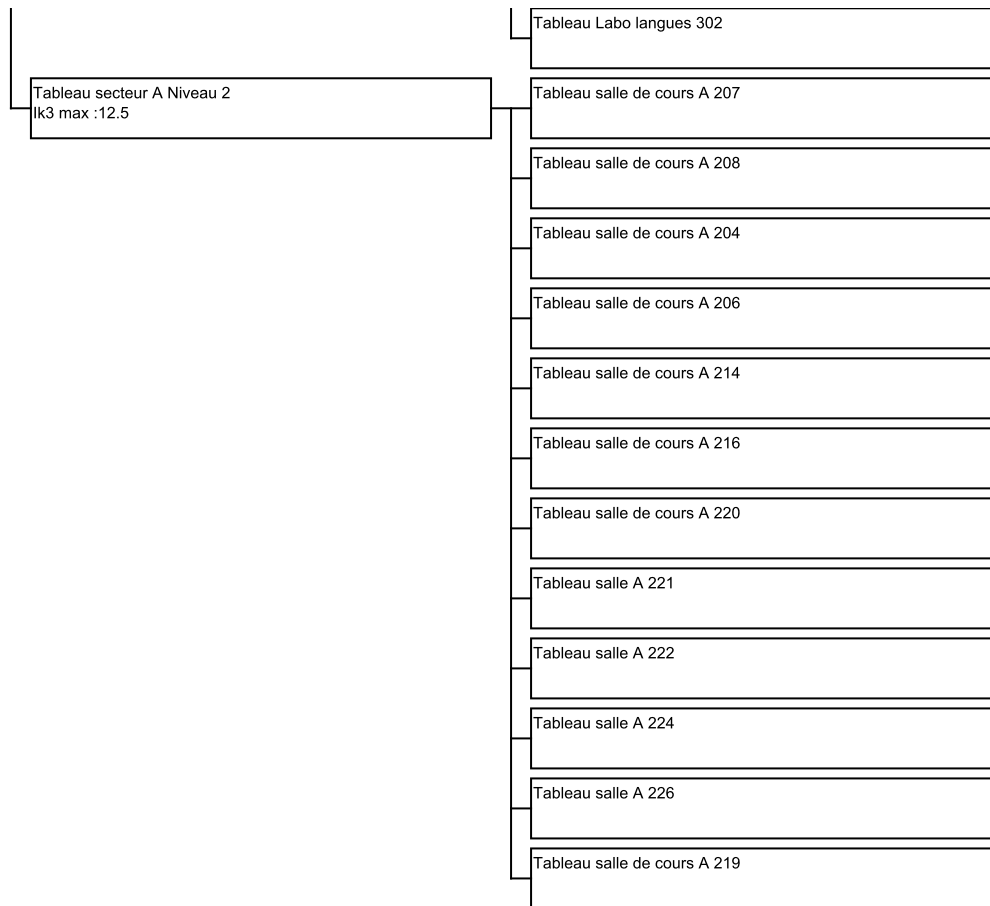 Tableau Labo langues 302
Tableau secteur A Niveau 2
Ik3 max :12.5
Tableau salle de cours A 207
Tableau salle de cours A 208
Tableau salle de cours A 204
Tableau salle de cours A 206
Tableau salle de cours A 214
Tableau salle de cours A 216
Tableau salle de cours A 220
Tableau salle A 221
Tableau salle A 222
Tableau salle A 224
Tableau salle A 226
Tableau salle de cours A 219